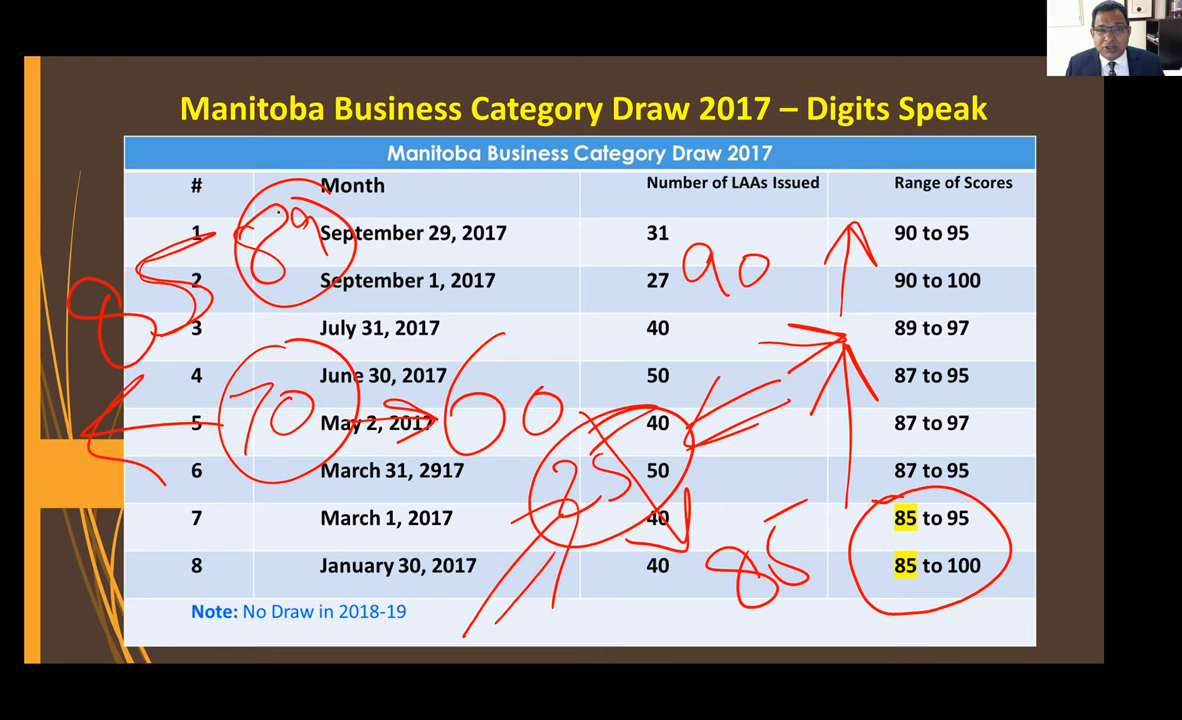 Manitoba Business Category Draw 2017 – Digits Speak
Manitoba Business Category Draw 2017
# Month Number of LAAs Issued Range of Scores
1 September 29, 2017 31 90 to 95
2 September 1, 2017 27 90 to 100
3 July 31, 2017 40 89 to 97
4 June 30, 2017 50 87 to 95
5 May 2, 2017 40 87 to 97
6 March 31, 2917 50 87 to 95
7 March 1, 2017 40 85 to 95
8 January 30, 2017 40 85 to 100
Note: No Draw in 2018-19
89
90
85
70
60
85